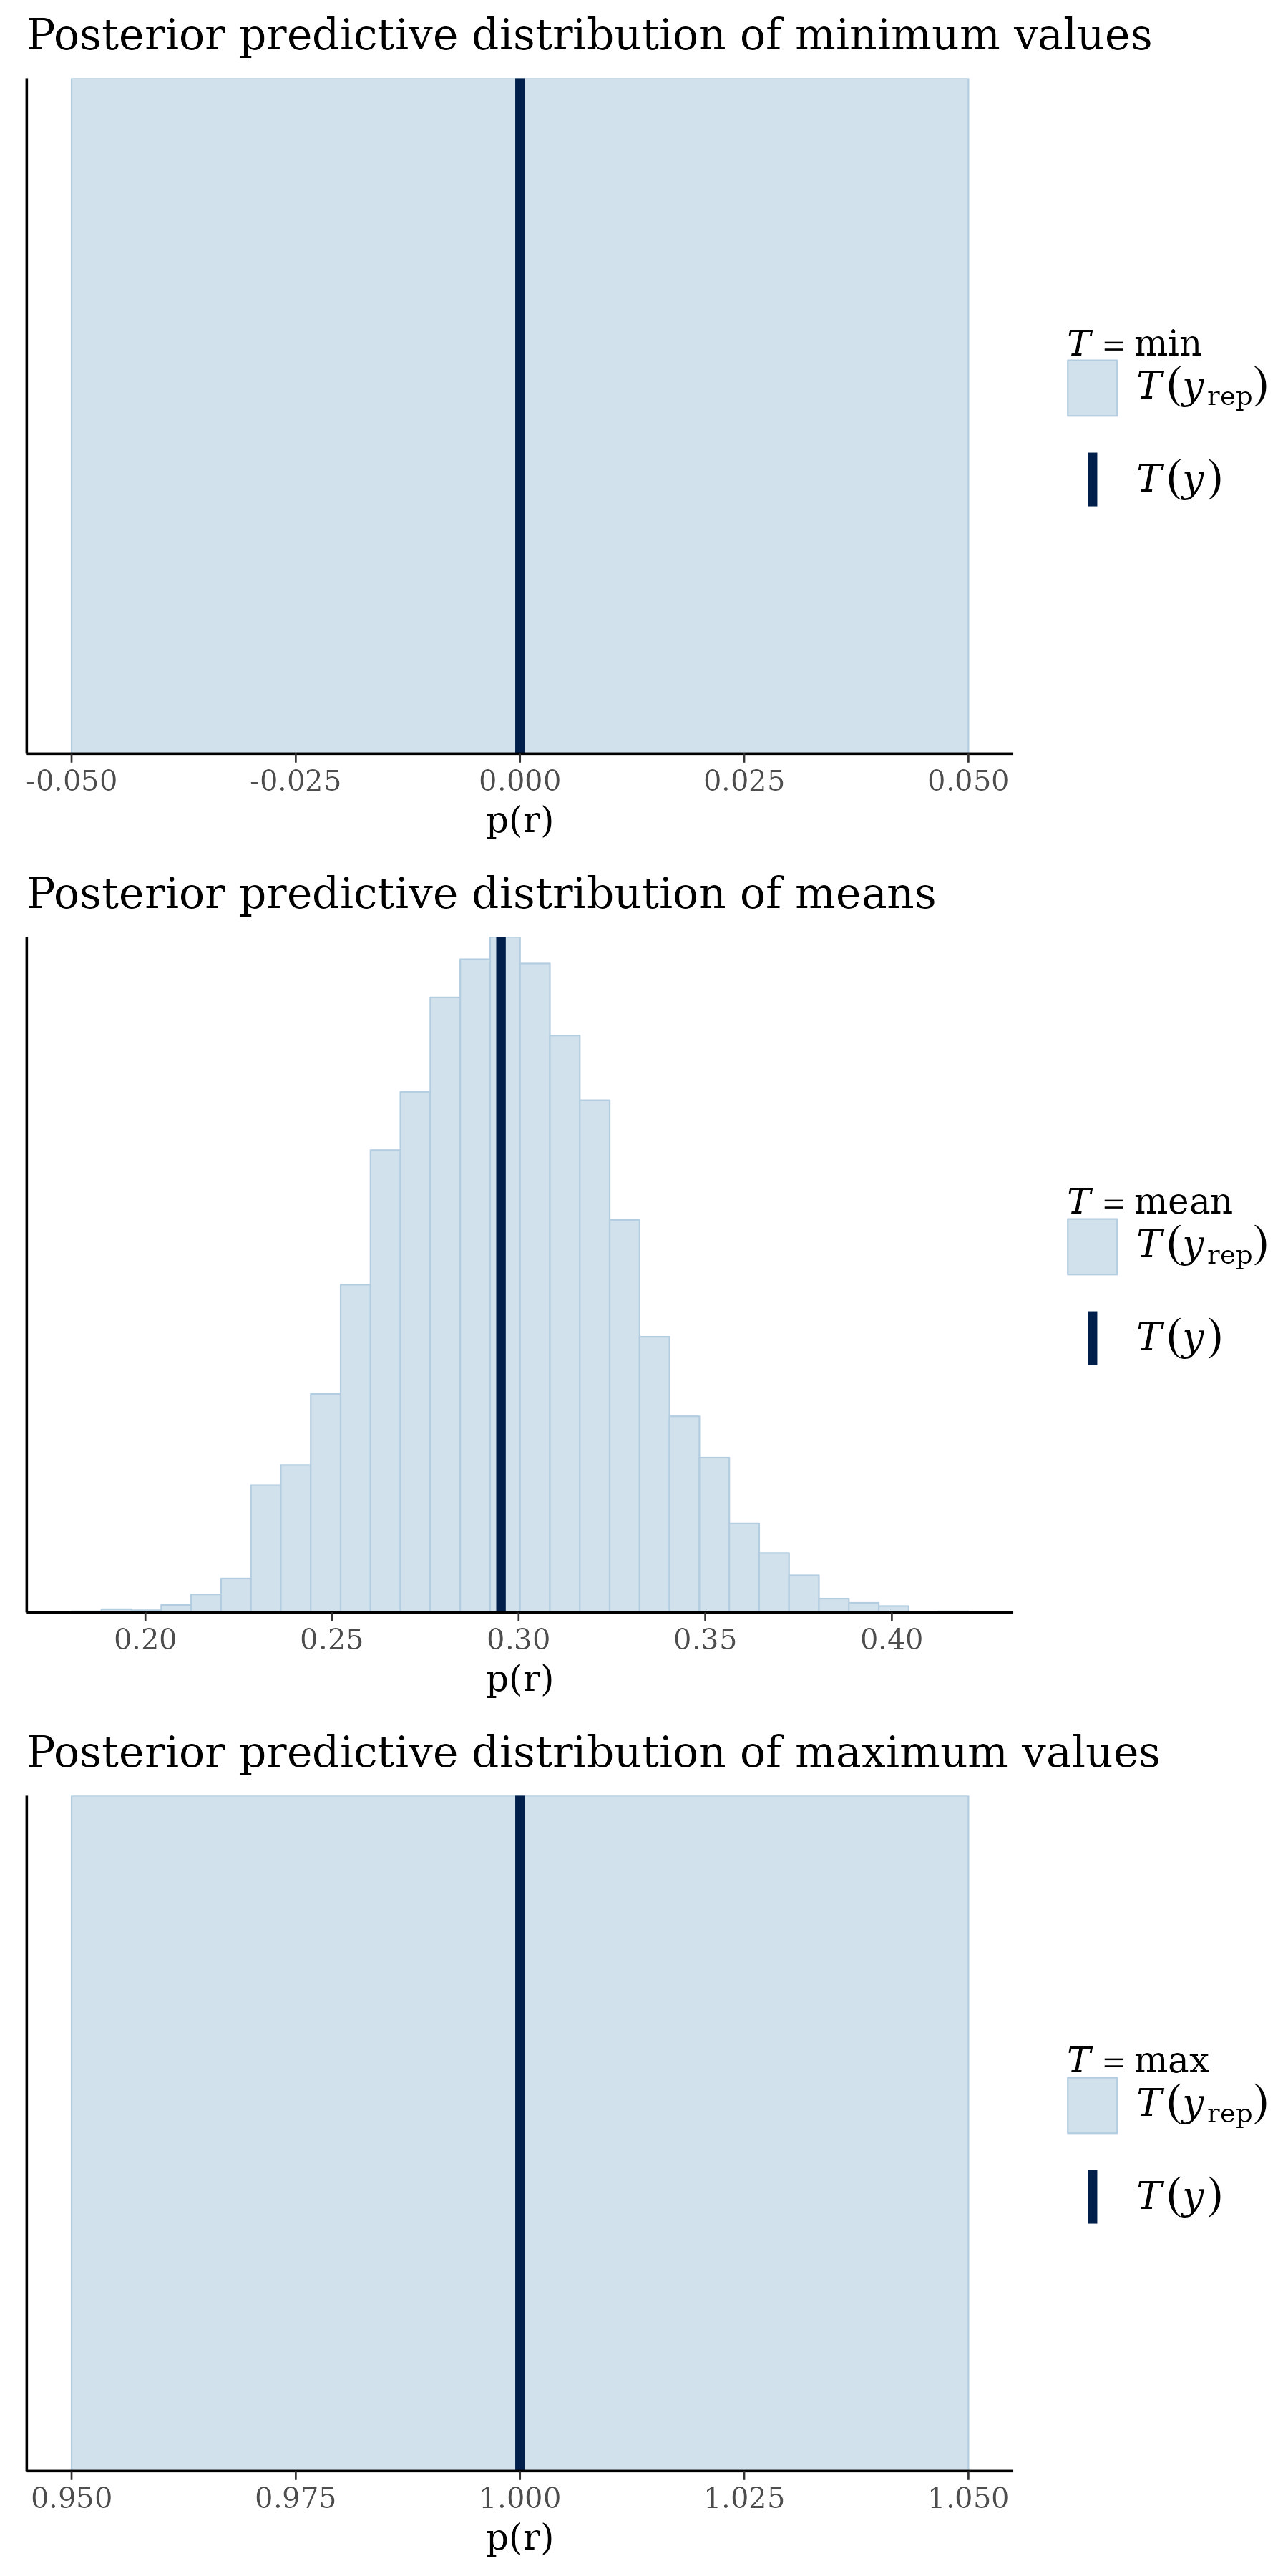 Posterior predictive distribution of minimum values
T = min
T(yrep)
T(y)
-0.050 -0.025 0.000 0.025 0.050
p(r)
Posterior predictive distribution of means
T = mean
T(yrep)
T(y)
0.20 0.25 0.30 0.35 0.40
p(r)
Posterior predictive distribution of maximum values
T = max
T(yrep)
T(y)
0.950 0.975 1.000 1.025 1.050
p(r)